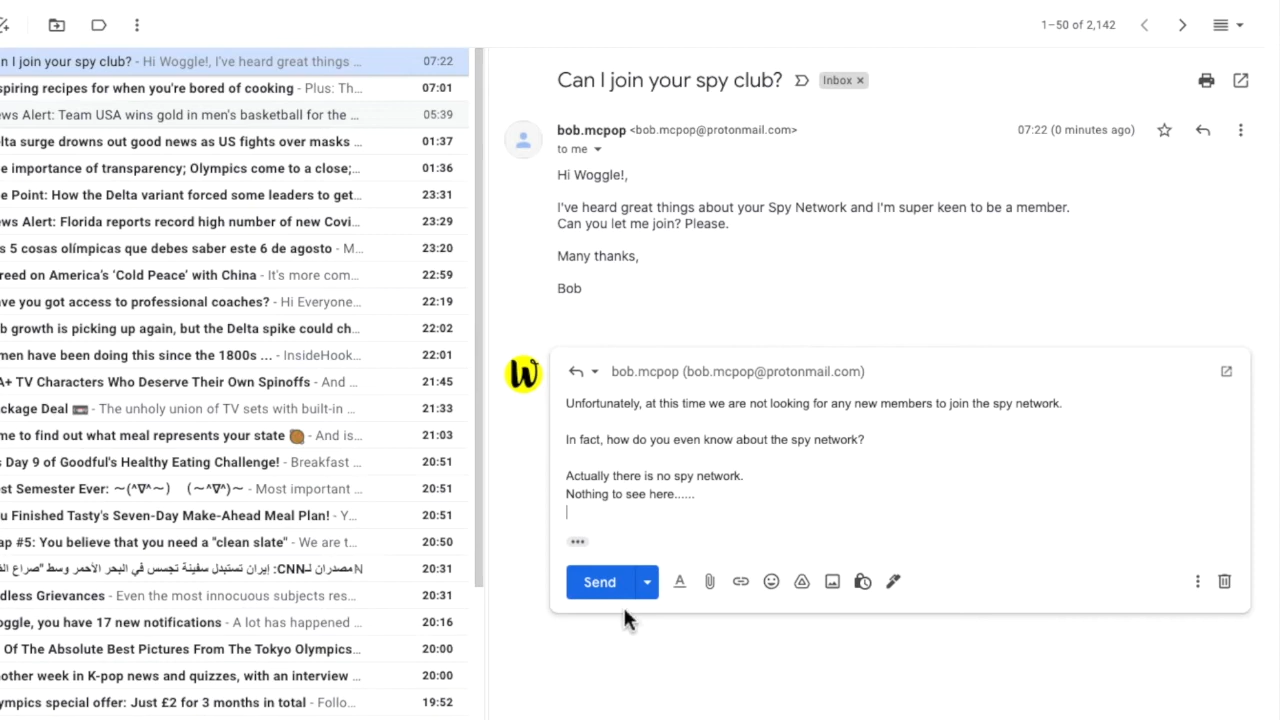 1–50 of 2,142
n I join your spy club? - Hi Woggle!, I've heard great things ... 07:22
spiring recipes for when you're bored of cooking - Plus: Th... 07:01
ws Alert: Team USA wins gold in men's basketball for the ... 05:39
lta surge drowns out good news as US fights over masks ... 01:37
e importance of transparency; Olympics come to a close;... 01:36
e Point: How the Delta variant forced some leaders to get... 23:31
ws Alert: Florida reports record high number of new Covi... 23:29
s 5 cosas olímpicas que debes saber este 6 de agosto - M... 23:20
reed on America's 'Cold Peace' with China - It's more com... 22:59
ve you got access to professional coaches? - Hi Everyone... 22:19
b growth is picking up again, but the Delta spike could ch... 22:02
men have been doing this since the 1800s ... - InsideHook... 22:01
A+ TV Characters Who Deserve Their Own Spinoffs - And ... 21:45
ckage Deal 📼 - The unholy union of TV sets with built-in ... 21:33
me to find out what meal represents your state 🥘 - And is... 21:03
s Day 9 of Goodful's Healthy Eating Challenge! - Breakfast ... 20:51
st Semester Ever: ～(^∇^～) (～^∇^)～ - Most important ... 20:51
u Finished Tasty's Seven-Day Make-Ahead Meal Plan! - Y... 20:51
ap #5: You believe that you need a "clean slate" - We are t... 20:50
مصدران لـCNN: إيران تستبدل سفينة تجسس في البحر الأحمر وسط "صراع 20:31
dless Grievances - Even the most innocuous subjects res... 20:31
oggle, you have 17 new notifications - A lot has happened ... 20:16
Of The Absolute Best Pictures From The Tokyo Olympics... 20:00
other week in K-pop news and quizzes, with an interview ... 20:00
ympics special offer: Just £2 for 3 months in total - Follo... 19:52
Can I join your spy club? Inbox ×
bob.mcpop <bob.mcpop@protonmail.com> 07:22 (0 minutes ago)
to me
Hi Woggle!,
I've heard great things about your Spy Network and I'm super keen to be a member.
Can you let me join? Please.
Many thanks,
Bob
W
bob.mcpop (bob.mcpop@protonmail.com)
Unfortunately, at this time we are not looking for any new members to join the spy network.
In fact, how do you even know about the spy network?
Actually there is no spy network.
Nothing to see here......
Send